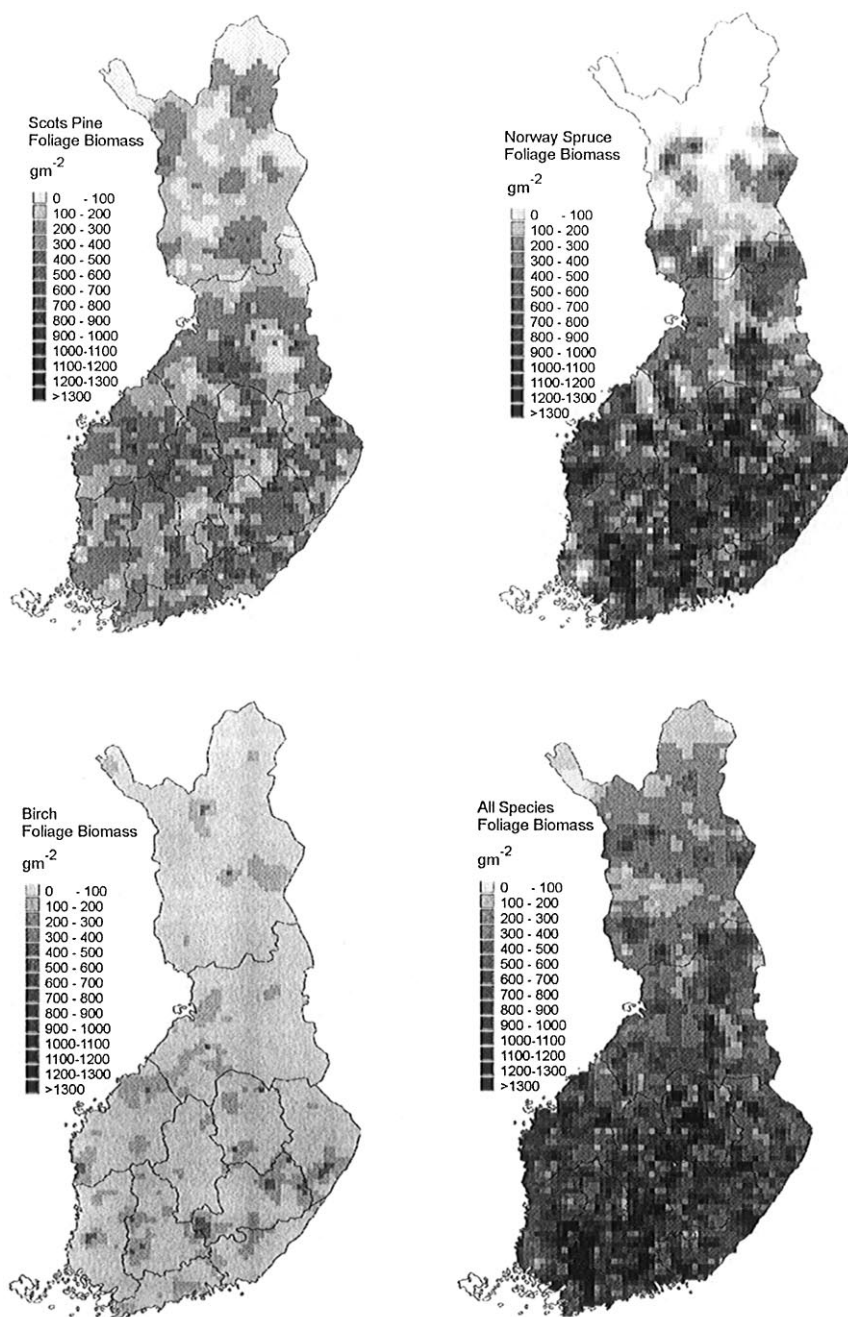 Scots Pine
Foliage Biomass
gm-2
0 - 100
100 - 200
200 - 300
300 - 400
400 - 500
500 - 600
600 - 700
700 - 800
800 - 900
900 - 1000
1000-1100
1100-1200
1200-1300
>1300
Norway Spruce
Foliage Biomass
gm-2
0 - 100
100 - 200
200 - 300
300 - 400
400 - 500
500 - 600
600 - 700
700 - 800
800 - 900
900 - 1000
1000-1100
1100-1200
1200-1300
>1300
Birch
Foliage Biomass
gm-2
0 - 100
100 - 200
200 - 300
300 - 400
400 - 500
500 - 600
600 - 700
700 - 800
800 - 900
900 - 1000
1000-1100
1100-1200
1200-1300
>1300
All Species
Foliage Biomass
gm-2
0 - 100
100 - 200
200 - 300
300 - 400
400 - 500
500 - 600
600 - 700
700 - 800
800 - 900
900 - 1000
1000-1100
1100-1200
1200-1300
>1300